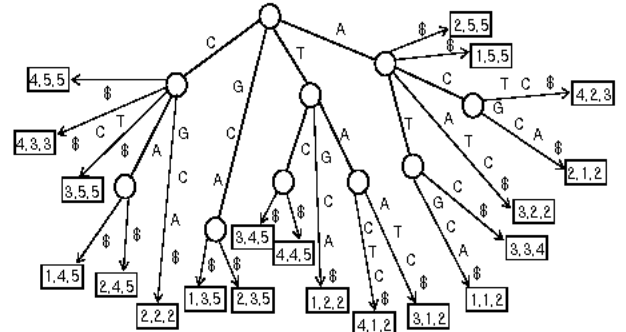 C
A
$
2,5,5
$
1,5,5
G
T
4,5,5
$
C
T C $
4,2,3
T
C
G
T
A
G
C
A
$
4,3,3
$
C
$
A
C
C
G
A
T
C
$
2,1,2
3,5,5
C
A
C
A
G
C
$
3,2,2
A
$
$
3,4,5
4,4,5
C
T
C
$
A
T
C
$
C
A
$
3,3,4
1,4,5
$
$
2,4,5
$
2,2,2
$
1,3,5
$
2,3,5
A
$
1,2,2
4,1,2
3,1,2
1,1,2